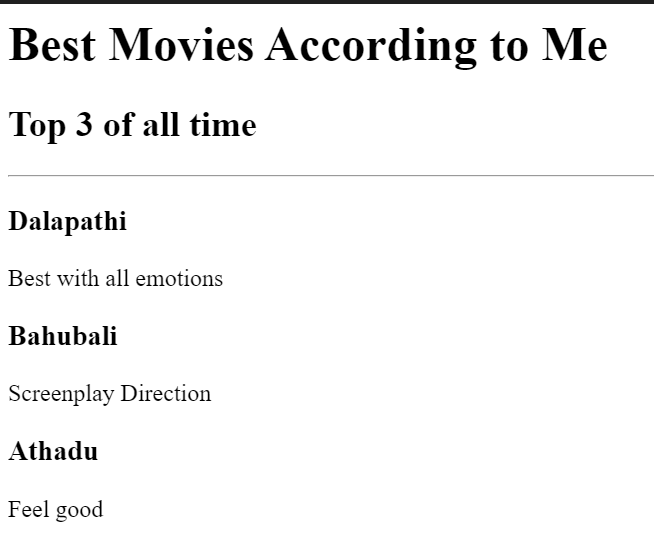 Best Movies According to Me
Top 3 of all time
Dalapathi
Best with all emotions
Bahubali
Screenplay Direction
Athadu
Feel good